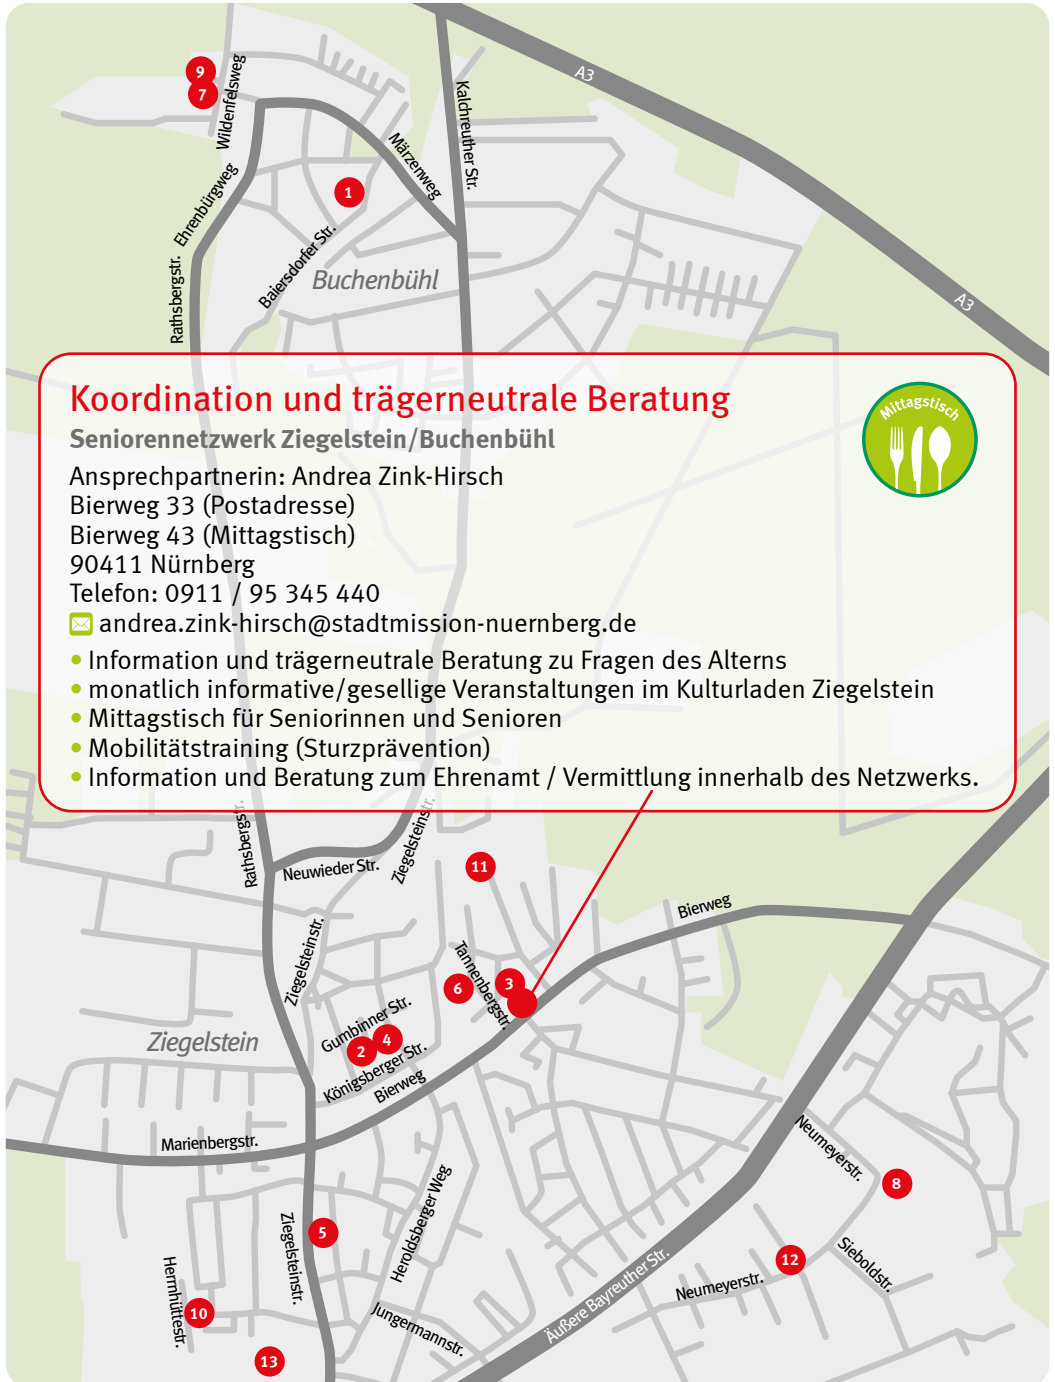 A3
9
7
Wildenfelsweg
Kalchreuther Str.
Märzenweg
Ehrenbürgweg
1
Baiersdorfer Str.
Rathsbergstr.
Buchenbühl
A3
Koordination und trägerneutrale Beratung
Mittagstisch
Seniorennetzwerk Ziegelstein/Buchenbühl
Ansprechpartnerin: Andrea Zink-Hirsch
Bierweg 33 (Postadresse)
Bierweg 43 (Mittagstisch)
90411 Nürnberg
Telefon: 0911 / 95 345 440
andrea.zink-hirsch@stadtmission-nuernberg.de
• Information und trägerneutrale Beratung zu Fragen des Alterns
• monatlich informative/gesellige Veranstaltungen im Kulturladen Ziegelstein
• Mittagstisch für Seniorinnen und Senioren
• Mobilitätstraining (Sturzprävention)
• Information und Beratung zum Ehrenamt / Vermittlung innerhalb des Netzwerks.
Rathsbergstr.
Neuwieder Str.
Ziegelsteinstr.
11
Bierweg
Ziegelsteinstr.
Tannenbergstr.
6
3
Gumbinner Str.
4
2
Ziegelstein
Königsberger Str.
Bierweg
Marienbergstr.
Neumeyerstr.
8
Heroldsberger Weg
Ziegelsteinstr.
5
Sieboldstr.
12
Neumeyerstr.
Äußere Bayreuther Str.
Herrnhüttestr.
10
Jungermannstr.
13